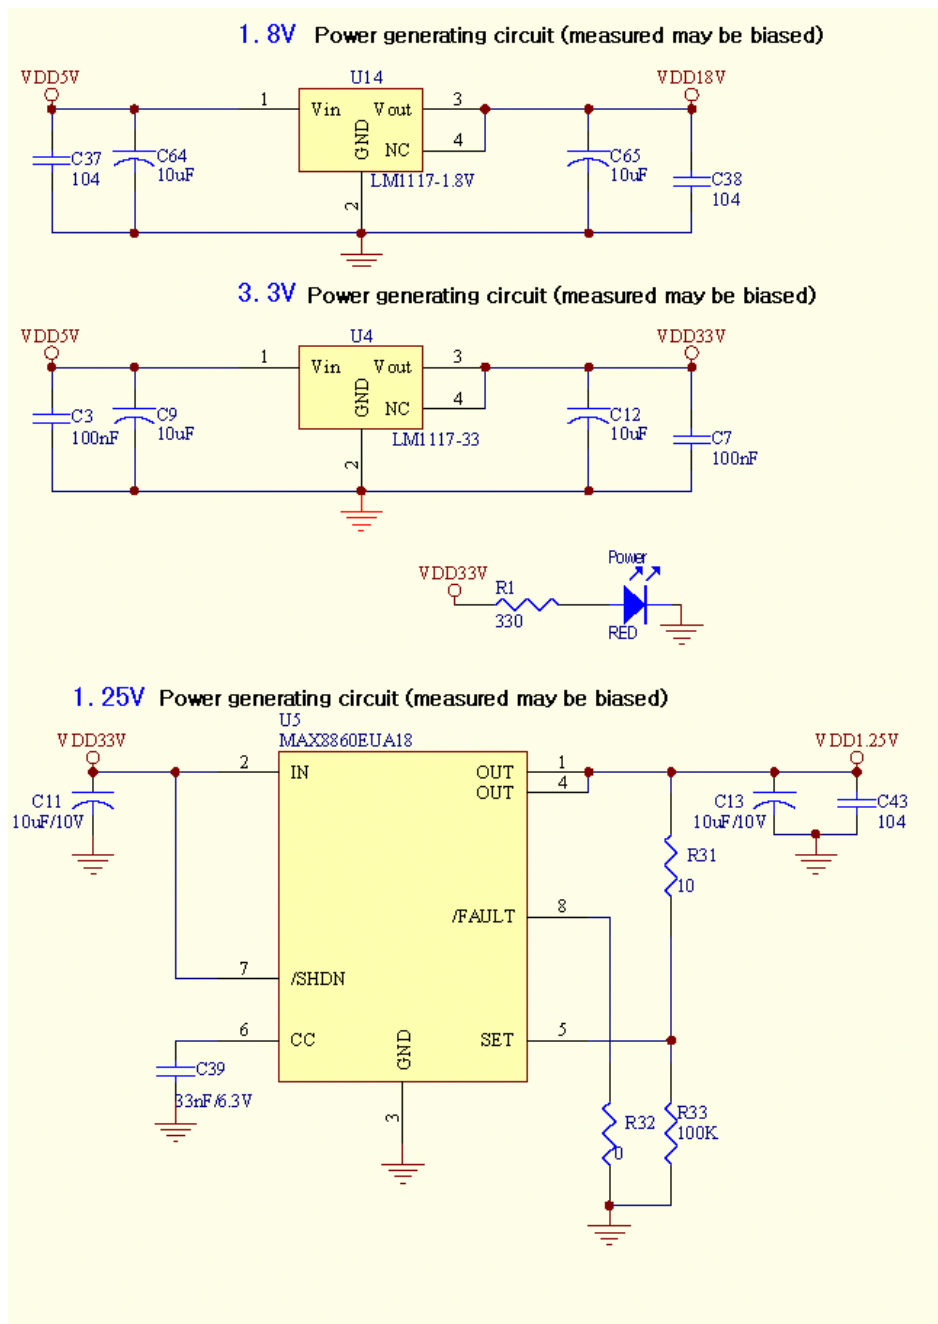 1.8V Power generating circuit (measured may be biased)
VDD5V
U14
VDD18V
1
Vin
Vout
3
GND
NC
4
C37
104
C64
10uF
C65
10uF
C38
104
LM1117-1.8V
2
3.3V Power generating circuit (measured may be biased)
VDD5V
U4
VDD33V
1
Vin
Vout
3
GND
NC
4
C3
100nF
C9
10uF
C12
10uF
C7
100nF
LM1117-33
2
Power
VDD33V
R1
330
RED
1.25V Power generating circuit (measured may be biased)
U5
MAX8860EUA18
VDD33V
VDD1.25V
2
IN
OUT
1
OUT
4
C11
10uF/10V
C13
10uF/10V
C43
104
R31
10
/FAULT
8
7
/SHDN
6
CC
GND
SET
5
C39
33nF/6.3V
3
R32
0
R33
100K